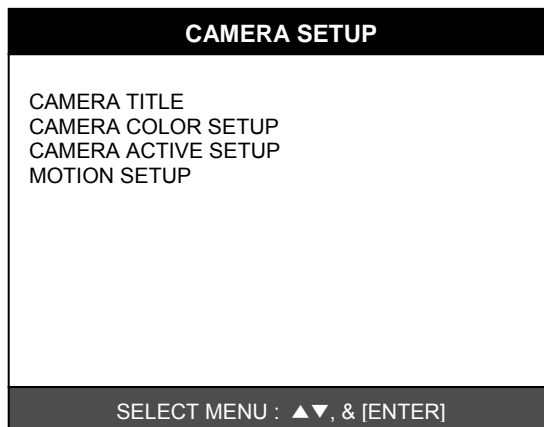 CAMERA SETUP
CAMERA TITLE
CAMERA COLOR SETUP
CAMERA ACTIVE SETUP
MOTION SETUP
SELECT MENU : ▲▼, & [ENTER]